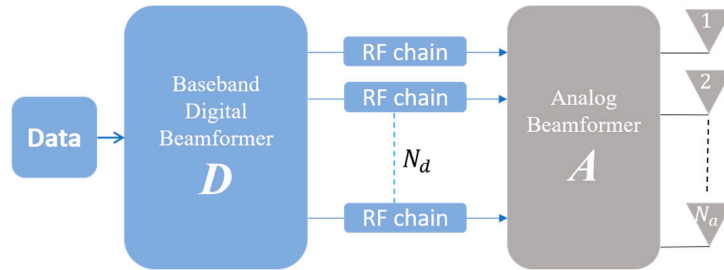 Data
Baseband
Digital
Beamformer
D
RF chain
RF chain
N_d
RF chain
Analog
Beamformer
A
1
2
N_a